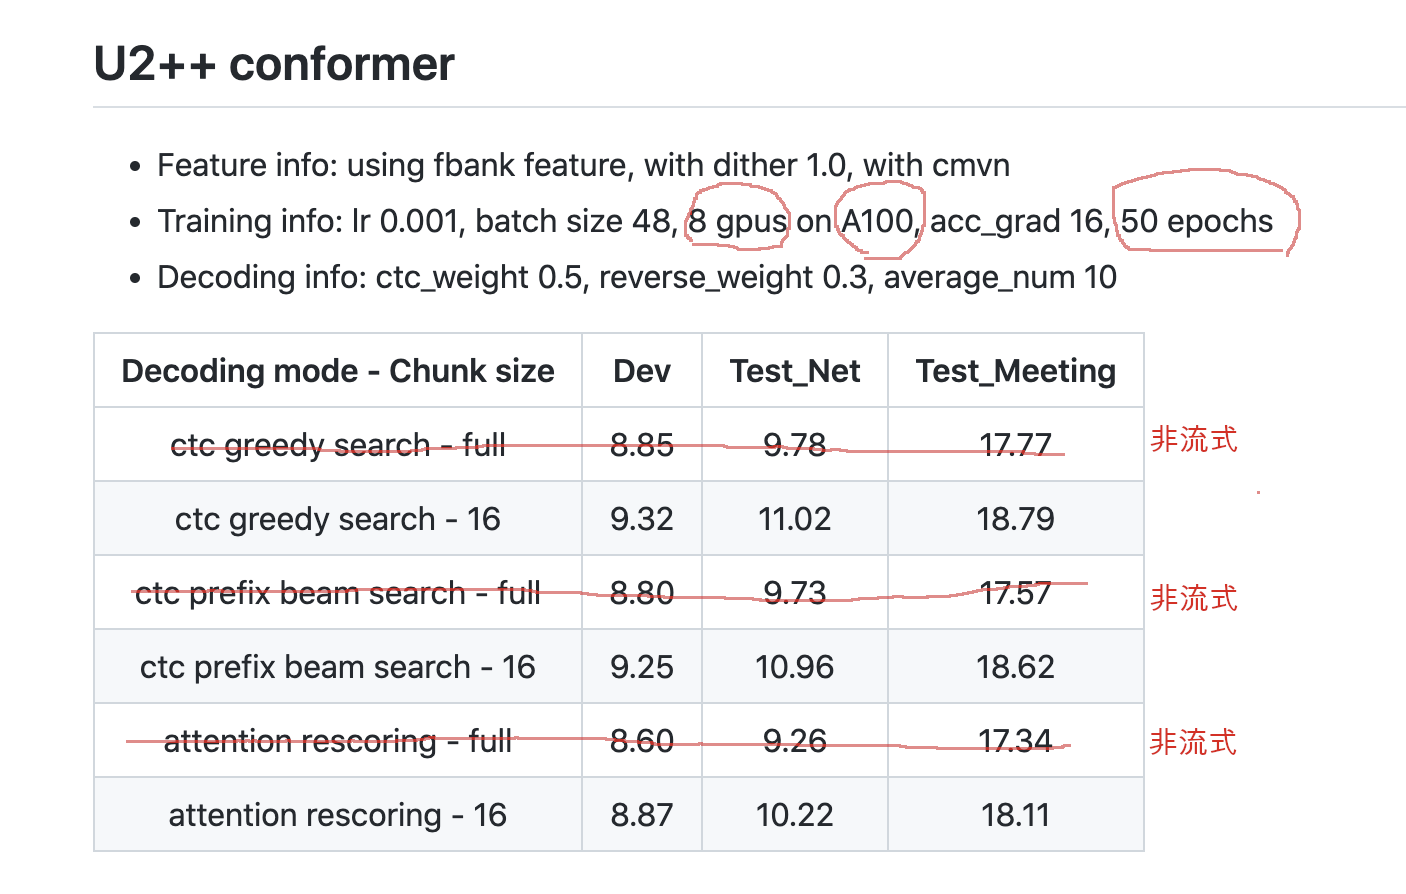 U2++ conformer
Feature info: using fbank feature, with dither 1.0, with cmvn
Training info: lr 0.001, batch size 48, 8 gpus on A100, acc_grad 16, 50 epochs
Decoding info: ctc_weight 0.5, reverse_weight 0.3, average_num 10
Decoding mode - Chunk size Dev Test_Net Test_Meeting
ctc greedy search - full 8.85 9.78 17.77 非流式
ctc greedy search - 16 9.32 11.02 18.79
ctc prefix beam search - full 8.80 9.73 17.57 非流式
ctc prefix beam search - 16 9.25 10.96 18.62
attention rescoring - full 8.60 9.26 17.34 非流式
attention rescoring - 16 8.87 10.22 18.11